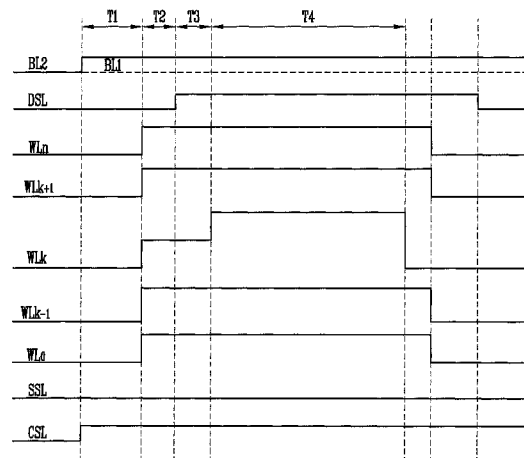 T1 T2 T3 T4
BL2
BL1
DSL
WLn
WLk+1
WLk
WLk-1
WL0
SSL
CSL